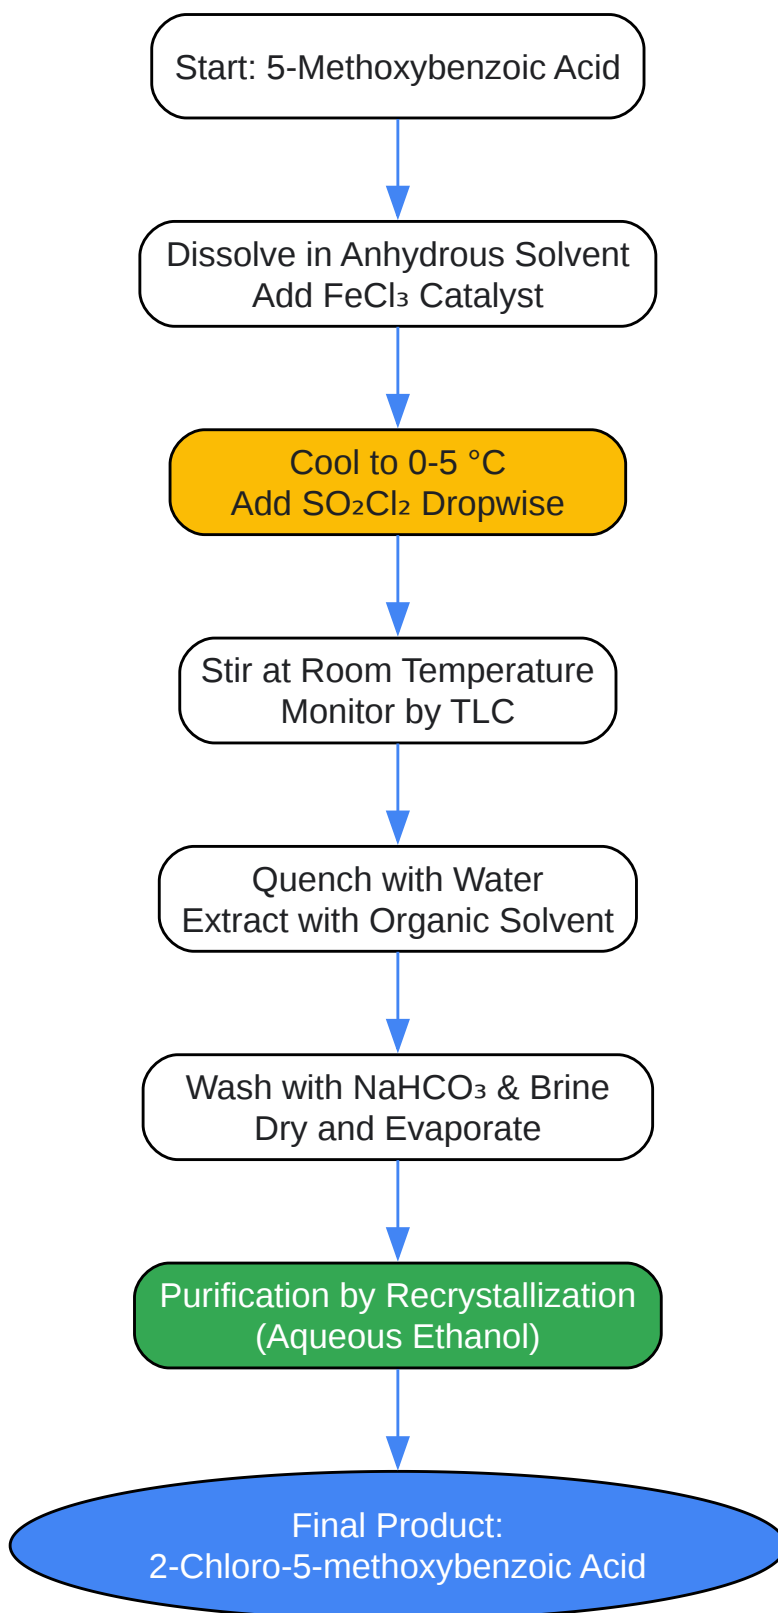 Start: 5-Methoxybenzoic Acid
Dissolve in Anhydrous Solvent
Add FeCl₃ Catalyst
Cool to 0-5 °C
Add SO₂Cl₂ Dropwise
Stir at Room Temperature
Monitor by TLC
Quench with Water
Extract with Organic Solvent
Wash with NaHCO₃ & Brine
Dry and Evaporate
Purification by Recrystallization
(Aqueous Ethanol)
Final Product:
2-Chloro-5-methoxybenzoic Acid